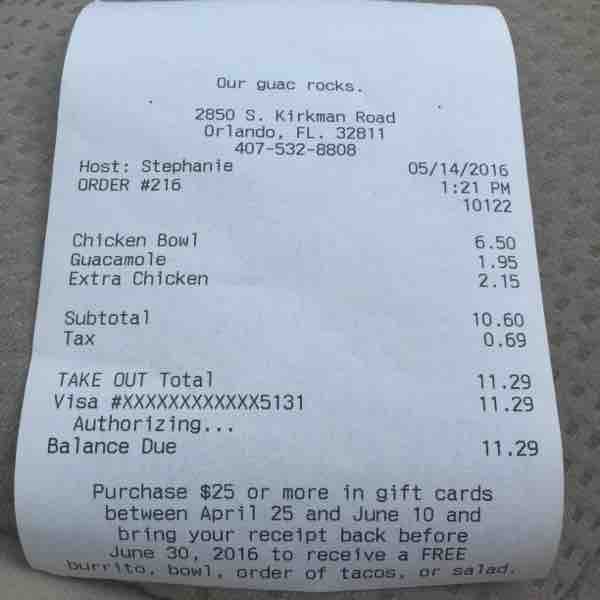 Our guac rocks.
2850 S. Kirkman Road
Orlando, FL. 32811
407-532-8808
Host: Stephanie 05/14/2016
ORDER #216 1:21 PM
10122
Chicken Bowl 6.50
Guacamole 1.95
Extra Chicken 2.15
Subtotal 10.60
Tax 0.69
TAKE OUT Total 11.29
Visa #XXXXXXXXXXXX5131 11.29
Authorizing...
Balance Due 11.29
Purchase $25 or more in gift cards
between April 25 and June 10 and
bring your receipt back before
June 30, 2016 to receive a FREE
burrito, bowl, order of tacos, or salad.